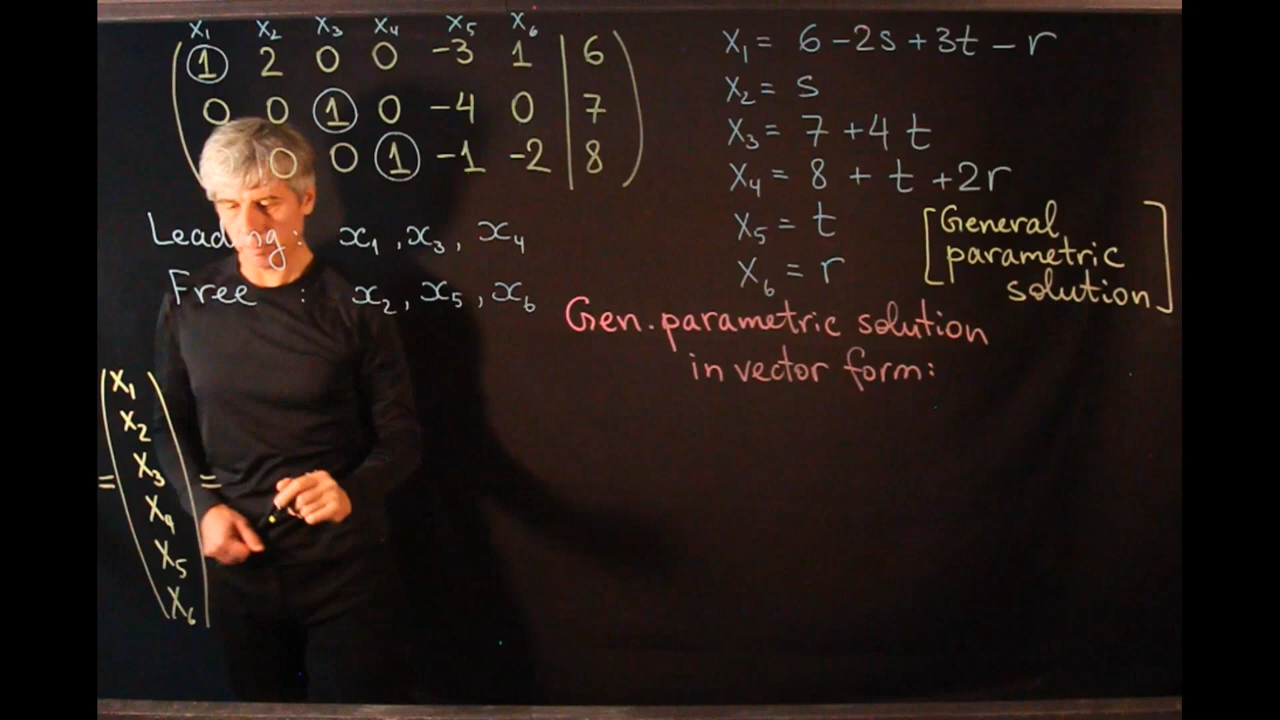 x₁ x₂ x₃ x₄ x₅ x₆
1 2 0 0 -3 1 | 6
0 0 1 0 -4 0 | 7
0 0 0 1 -1 -2 | 8
Leading: x₁, x₃, x₄
Free : x₂, x₅, x₆
= ( x₁
x₂
x₃
x₄
x₅
x₆ ) =
x₁ = 6 - 2s + 3t - r
x₂ = s
x₃ = 7 + 4t
x₄ = 8 + t + 2r
x₅ = t
x₆ = r
[General
parametric
solution]
Gen. parametric solution
in vector form: